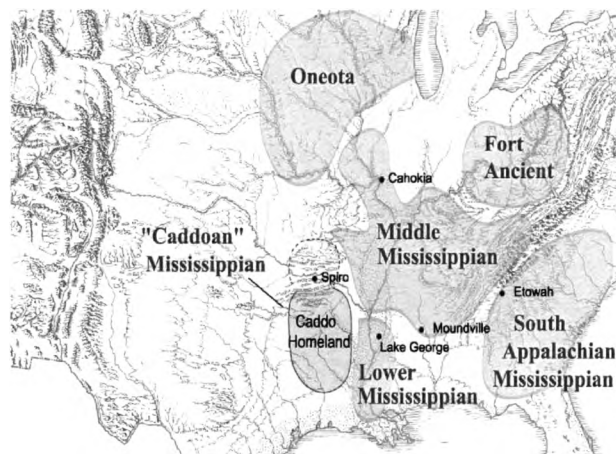 Oneota
Fort
Ancient
Cahokia
"Caddoan"
Mississippian
Middle
Mississippian
Spiro
Etowah
Caddo
Homeland
Moundville
Lake George
South
Appalachian
Mississippian
Lower
Mississippian